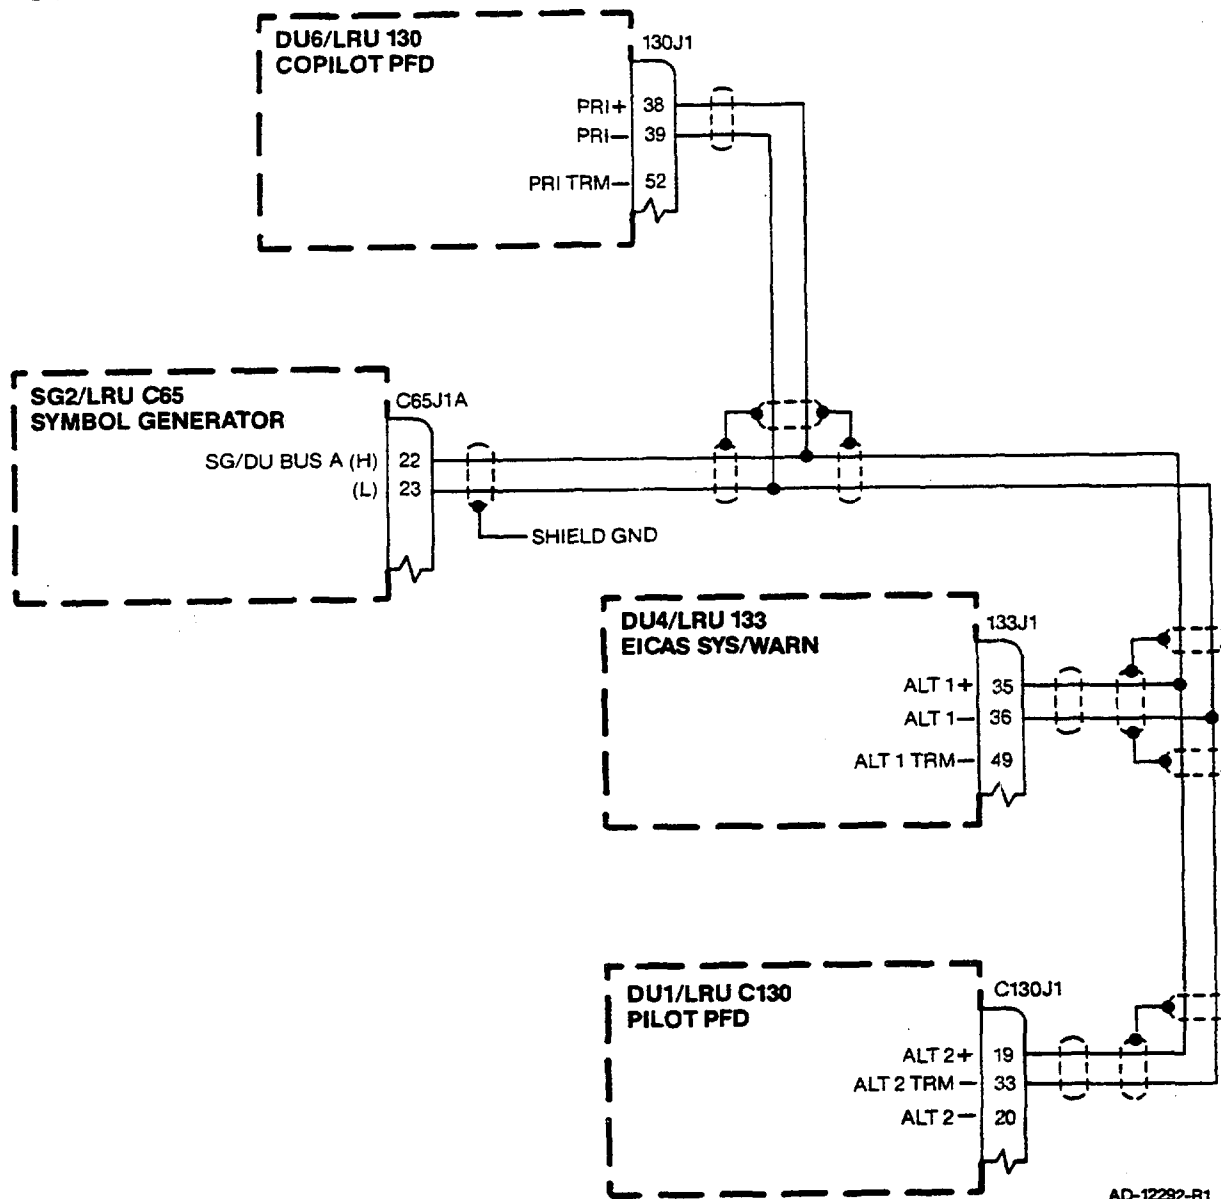 DU6/LRU 130
COPILOT PFD
130J1
PRI+ 38
PRI− 39
PRI TRM− 52
SG2/LRU C65
SYMBOL GENERATOR
C65J1A
SG/DU BUS A (H) 22
(L) 23
SHIELD GND
DU4/LRU 133
EICAS SYS/WARN
133J1
ALT 1+ 35
ALT 1− 36
ALT 1 TRM− 49
DU1/LRU C130
PILOT PFD
C130J1
ALT 2+ 19
ALT 2 TRM− 33
ALT 2− 20
AD-12292-R1